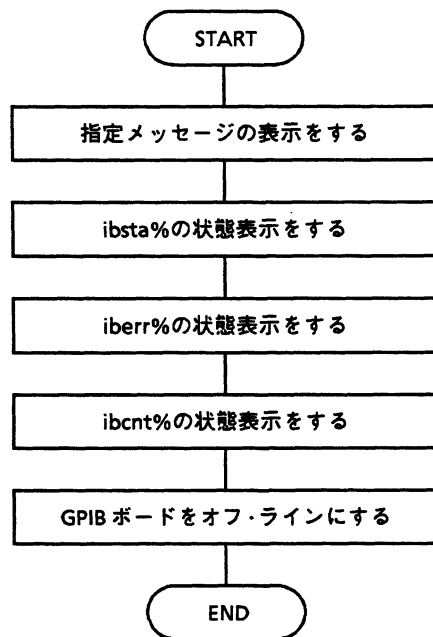 START
指定メッセージの表示をする
ibsta%の状態表示をする
iberr%の状態表示をする
ibcnt%の状態表示をする
GPIB ボードをオフ・ラインにする
END